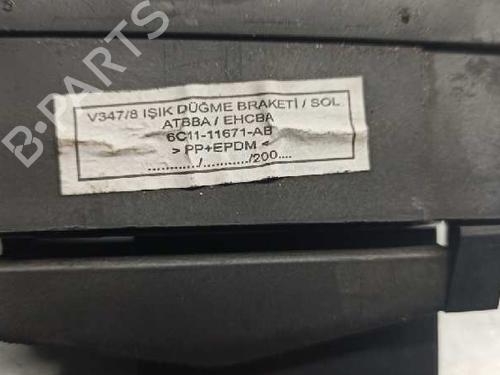 V347/8 IŞIK DÜĞME BRAKETİ / SOL
ATBBA / EHCBA
6C11-11671-AB
> PP+EPDM <
............/............/200....
B-PARTS